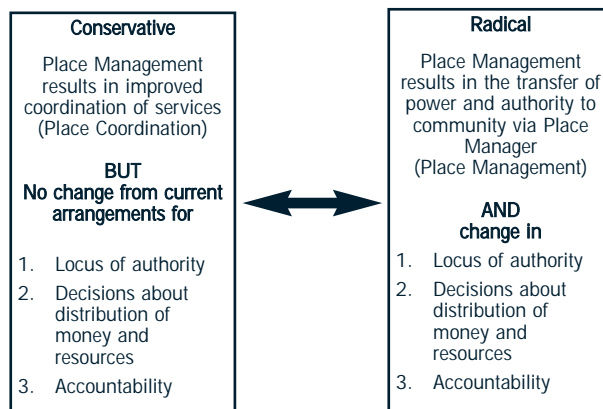 Conservative
Place Management
results in improved
coordination of services
(Place Coordination)
BUT
No change from current
arrangements for
1. Locus of authority
2. Decisions about
distribution of
money and
resources
3. Accountability
Radical
Place Management
results in the transfer of
power and authority to
community via Place
Manager
(Place Management)
AND
change in
1. Locus of authority
2. Decisions about
distribution of
money and
resources
3. Accountability